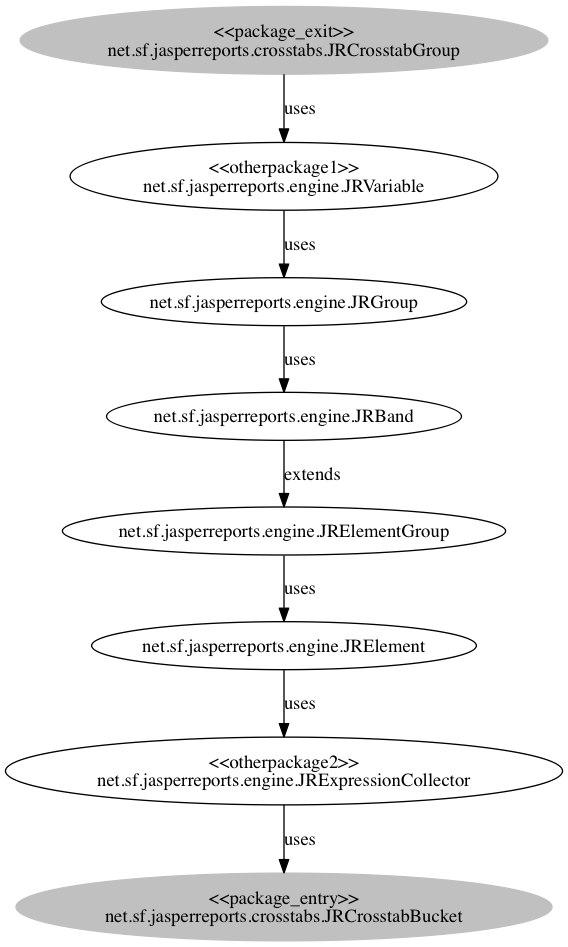 <<package_exit>>
net.sf.jasperreports.crosstabs.JRCrosstabGroup
uses
<<otherpackage1>>
net.sf.jasperreports.engine.JRVariable
uses
net.sf.jasperreports.engine.JRGroup
uses
net.sf.jasperreports.engine.JRBand
extends
net.sf.jasperreports.engine.JRElementGroup
uses
net.sf.jasperreports.engine.JRElement
uses
<<otherpackage2>>
net.sf.jasperreports.engine.JRExpressionCollector
uses
<<package_entry>>
net.sf.jasperreports.crosstabs.JRCrosstabBucket